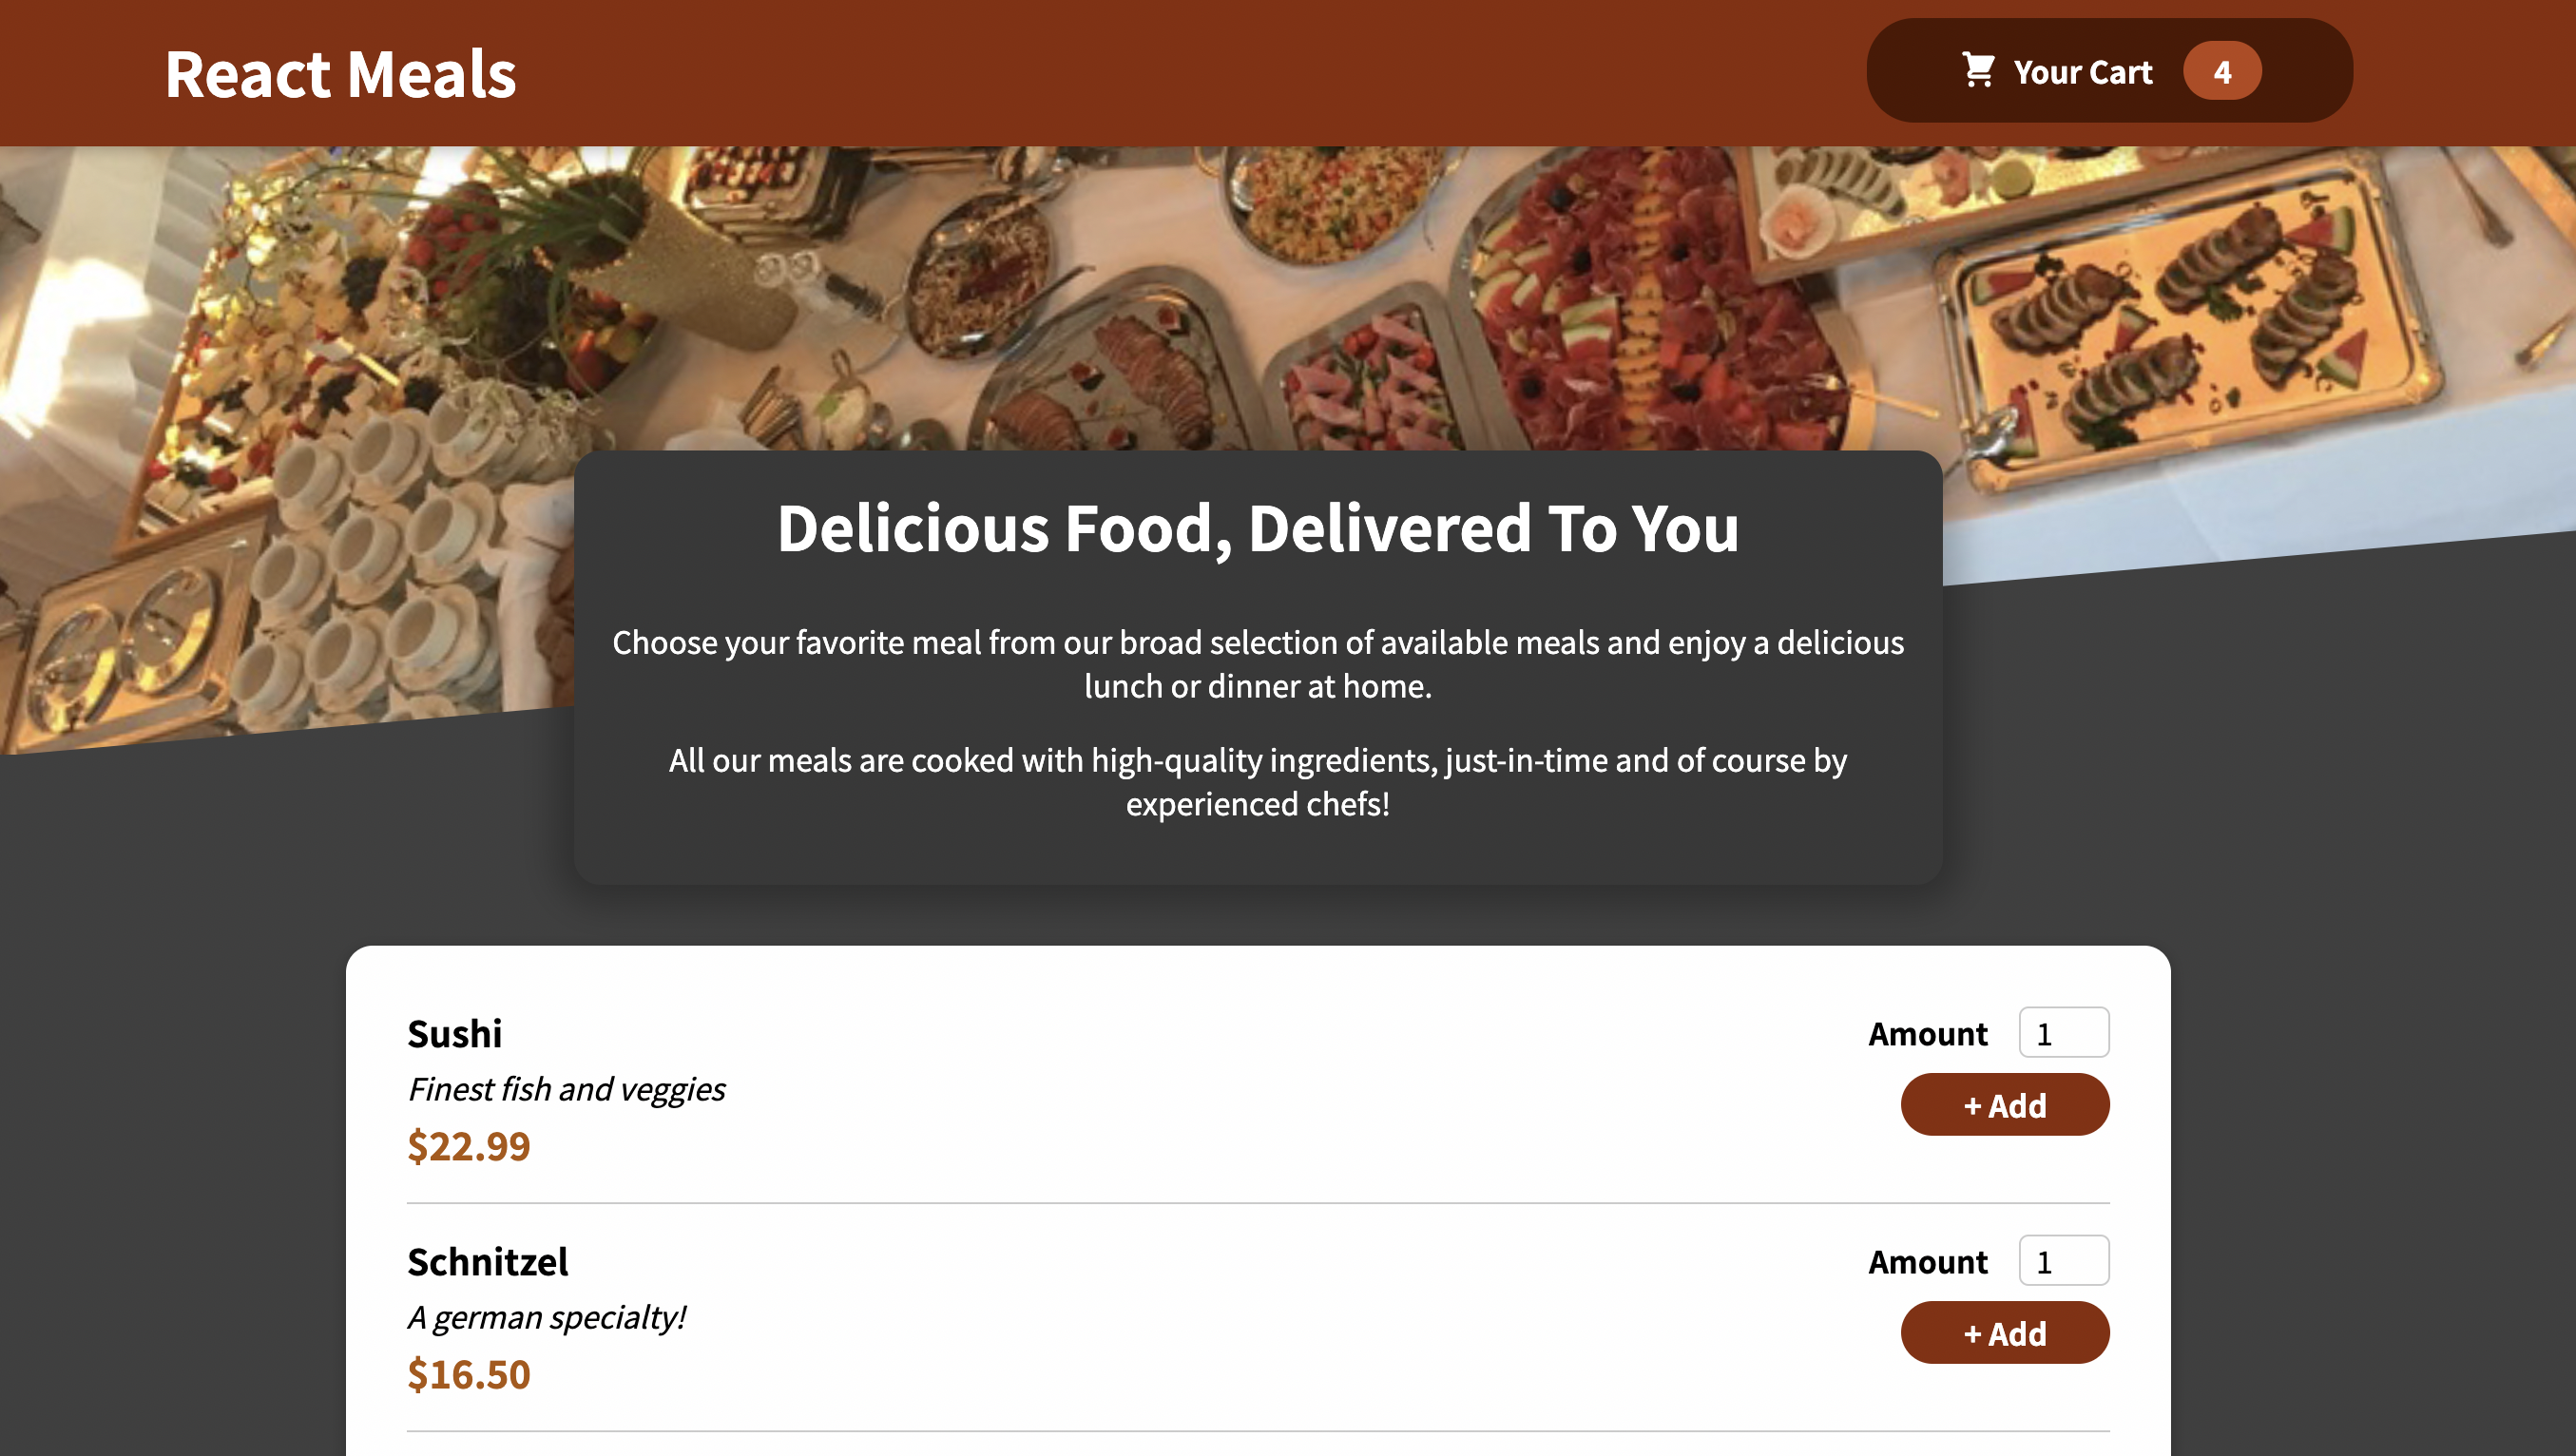 React Meals
Your Cart 4
Delicious Food, Delivered To You
Choose your favorite meal from our broad selection of available meals and enjoy a delicious
lunch or dinner at home.
All our meals are cooked with high-quality ingredients, just-in-time and of course by
experienced chefs!
Sushi
Finest fish and veggies
$22.99
Amount 1
+ Add
Schnitzel
A german specialty!
$16.50
Amount 1
+ Add